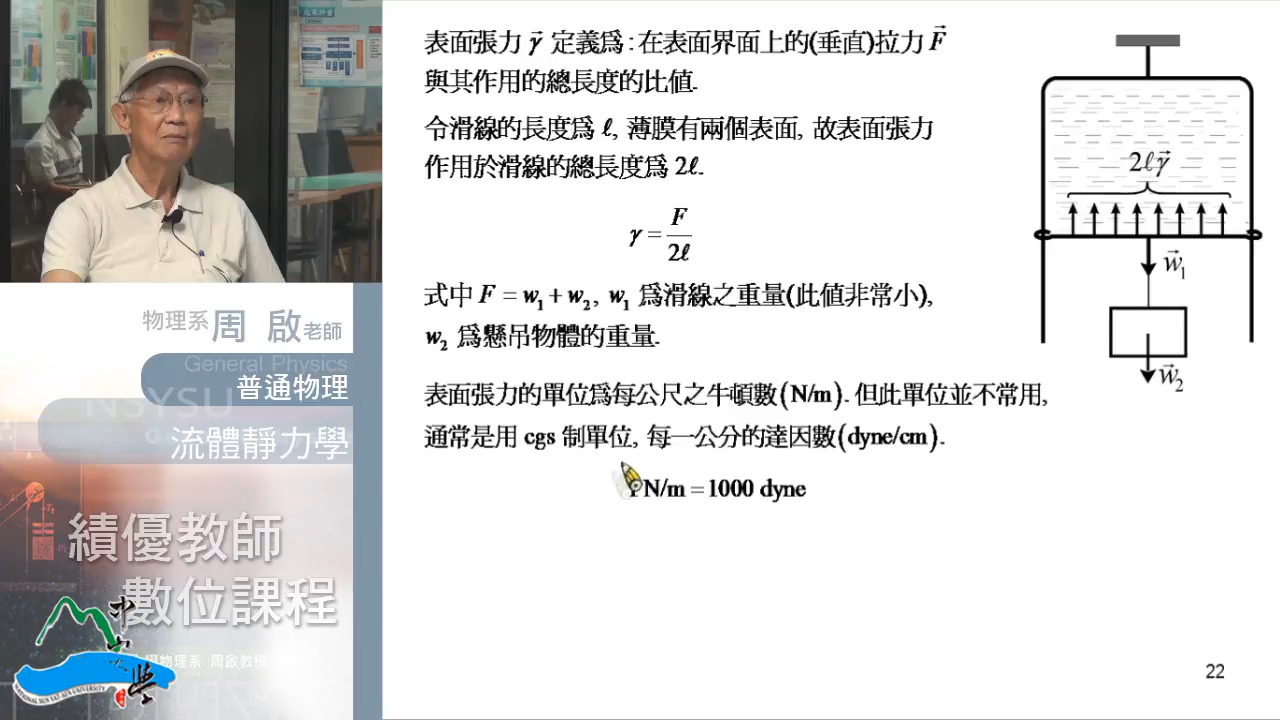 表面張力 γ⃗ 定義爲 : 在表面界面上的(垂直)拉力 F⃗
與其作用的總長度的比值.
令滑線的長度爲 ℓ, 薄膜有兩個表面, 故表面張力
作用於滑線的總長度爲 2ℓ.
γ = F/2ℓ
式中 F = w₁ + w₂, w₁ 爲滑線之重量(此值非常小),
w₂ 爲懸吊物體的重量.
表面張力的單位爲每公尺之牛頓數(N/m). 但此單位並不常用,
通常是用 cgs 制單位, 每一公分的達因數(dyne/cm).
N/m = 1000 dyne
2ℓγ⃗
w⃗₁
w⃗₂
22
物理系 周 啟 老師
General Physics
普通物理
NSYSU
流體靜力學
績優教師
數位課程
物理系 周啟教授
NATIONAL SUN YAT-SEN UNIVERSITY